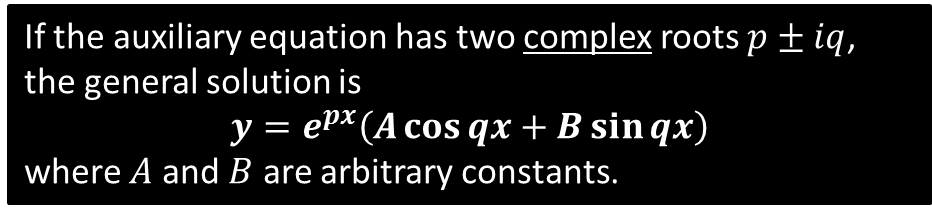 If the auxiliary equation has two complex roots p ± iq,
the general solution is
y = e^{px}(A cos qx + B sin qx)
where A and B are arbitrary constants.